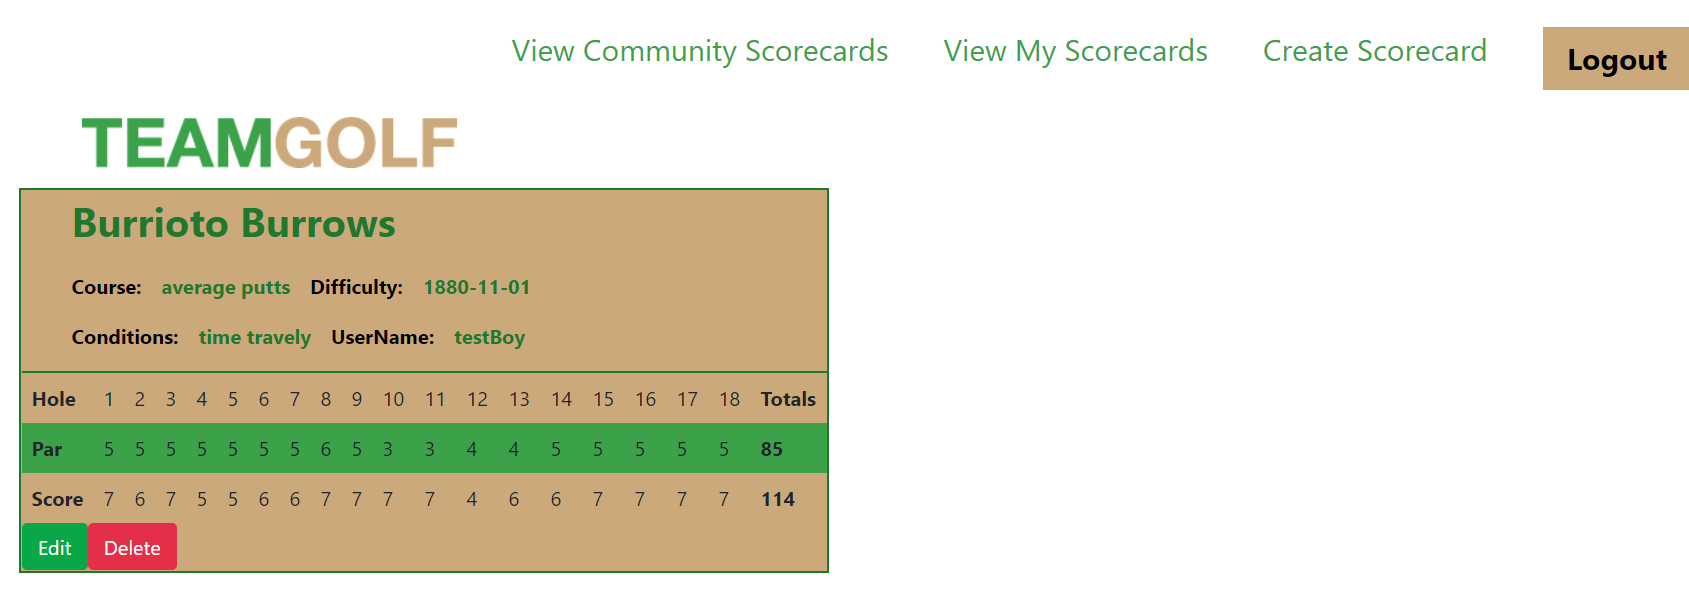 View Community Scorecards View My Scorecards Create Scorecard Logout
TEAMGOLF
Burrioto Burrows
Course: average putts Difficulty: 1880-11-01
Conditions: time travely UserName: testBoy
Hole 1 2 3 4 5 6 7 8 9 10 11 12 13 14 15 16 17 18 Totals
Par 5 5 5 5 5 5 5 6 5 3 3 4 4 5 5 5 5 5 85
Score 7 6 7 5 5 6 6 7 7 7 7 4 6 6 7 7 7 7 114
Edit Delete